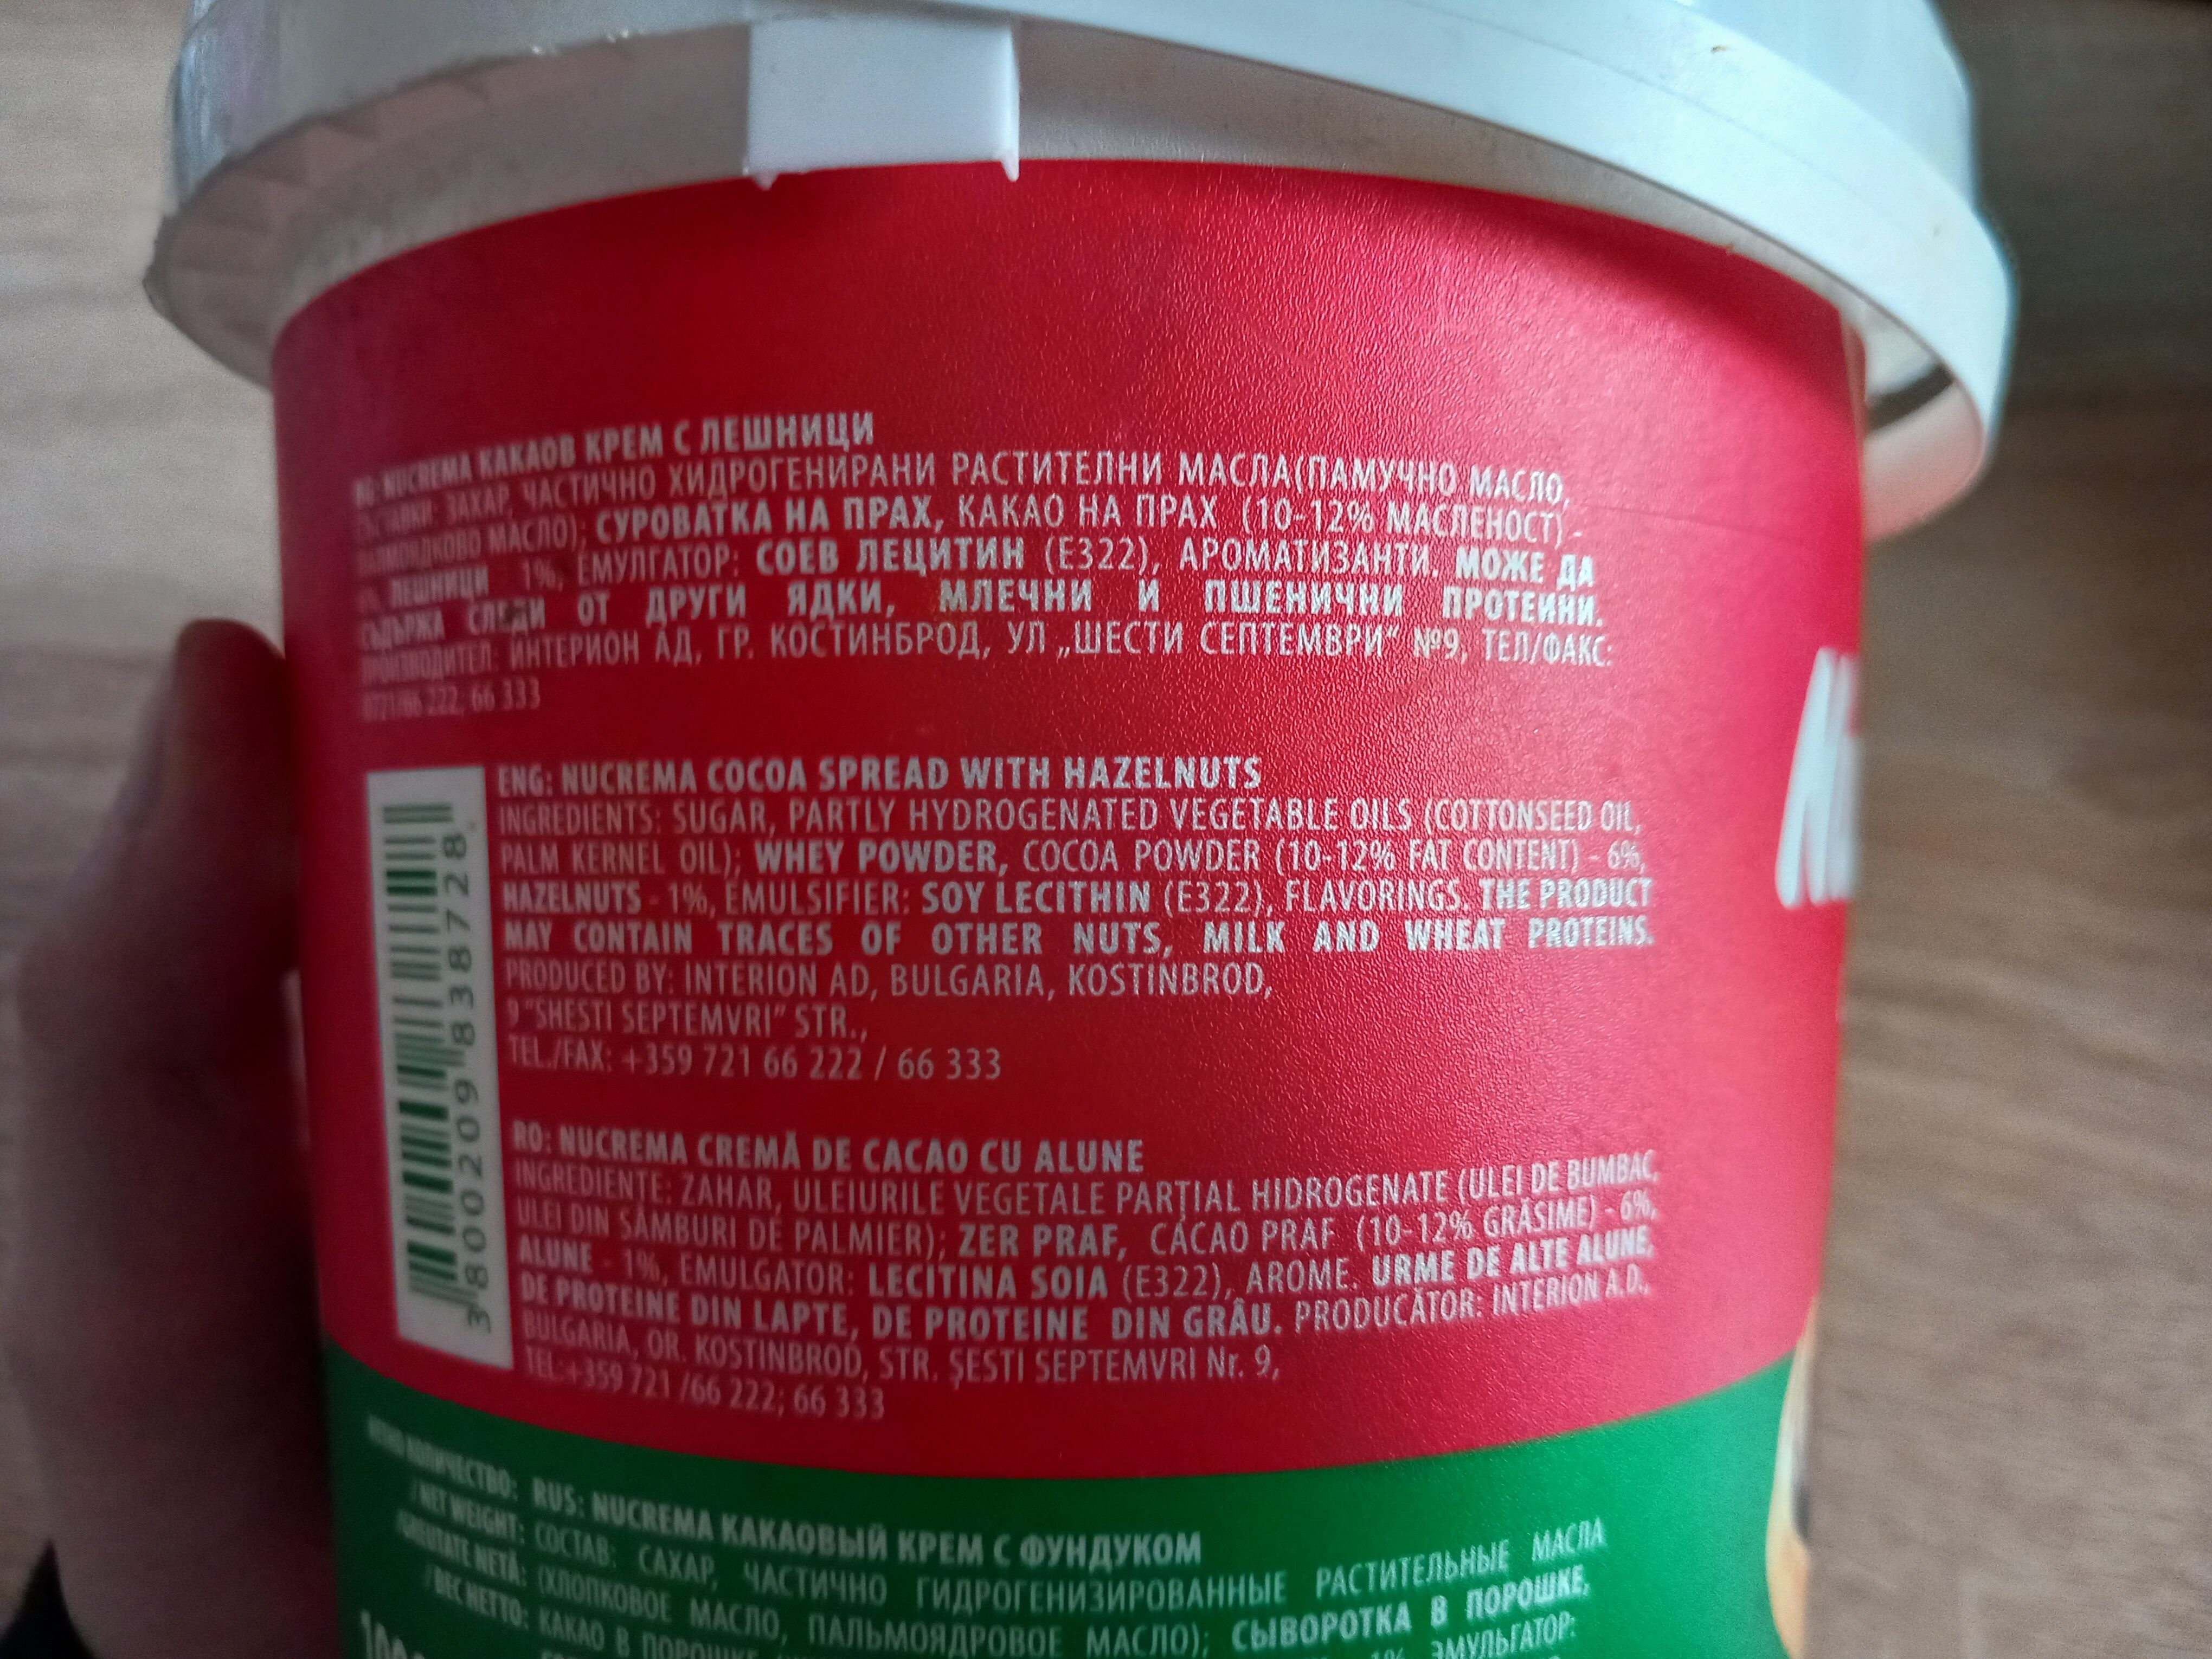 NUCREMA КАКАОВ КРЕМ С ЛЕШНИЦИ
ЗАХАР, ЧАСТИЧНО ХИДРОГЕНИРАНИ РАСТИТЕЛНИ МАСЛА(ПАМУЧНО МАСЛО,
ПАЛМОЯДКОВО МАСЛО); СУРОВАТКА НА ПРАХ, КАКАО НА ПРАХ (10-12% МАСЛЕНОСТ) -
ЛЕШНИЦИ 1%, ЕМУЛГАТОР: СОЕВ ЛЕЦИТИН (Е322), АРОМАТИЗАНТИ. МОЖЕ ДА
СЪДЪРЖА СЛЕДИ ОТ ДРУГИ ЯДКИ, МЛЕЧНИ И ПШЕНИЧНИ ПРОТЕИНИ.
ПРОИЗВОДИТЕЛ: ИНТЕРИОН АД, ГР. КОСТИНБРОД, УЛ „ШЕСТИ СЕПТЕМВРИ“ №9, ТЕЛ/ФАКС:
0721/66 222; 66 333
ENG: NUCREMA COCOA SPREAD WITH HAZELNUTS
INGREDIENTS: SUGAR, PARTLY HYDROGENATED VEGETABLE OILS (COTTONSEED OIL,
PALM KERNEL OIL); WHEY POWDER, COCOA POWDER (10-12% FAT CONTENT) - 6%,
HAZELNUTS - 1%, EMULSIFIER: SOY LECITHIN (E322), FLAVORINGS. THE PRODUCT
MAY CONTAIN TRACES OF OTHER NUTS, MILK AND WHEAT PROTEINS.
PRODUCED BY: INTERION AD, BULGARIA, KOSTINBROD,
9 "SHESTI SEPTEMVRI" STR.,
TEL./FAX: +359 721 66 222 / 66 333
3 800209 838728
RO: NUCREMA CREMĂ DE CACAO CU ALUNE
INGREDIENTE: ZAHAR, ULEIURILE VEGETALE PARŢIAL HIDROGENATE (ULEI DE BUMBAC,
ULEI DIN SÂMBURI DE PALMIER); ZER PRAF, CACAO PRAF (10-12% GRĂSIME) - 6%,
ALUNE - 1%, EMULGATOR: LECITINA SOIA (E322), AROME. URME DE ALTE ALUNE,
DE PROTEINE DIN LAPTE, DE PROTEINE DIN GRÂU. PRODUCĂTOR: INTERION A.D.,
BULGARIA, OR. KOSTINBROD, STR. ŞESTI SEPTEMVRI Nr. 9,
TEL:+359 721 /66 222; 66 333
НЕТНО КОЛИЧЕСТВО:
/NET WEIGHT:
/GREUTATE NETĂ:
/ВЕС НЕТТО:
RUS: NUCREMA КАКАОВЫЙ КРЕМ С ФУНДУКОМ
СОСТАВ: САХАР, ЧАСТИЧНО ГИДРОГЕНИЗИРОВАННЫЕ РАСТИТЕЛЬНЫЕ МАСЛА
(ХЛОПКОВОЕ МАСЛО, ПАЛЬМОЯДРОВОЕ МАСЛО); СЫВОРОТКА В ПОРОШКЕ,
КАКАО В ПОРОШКЕ 1% ЭМУЛЬГАТОР: